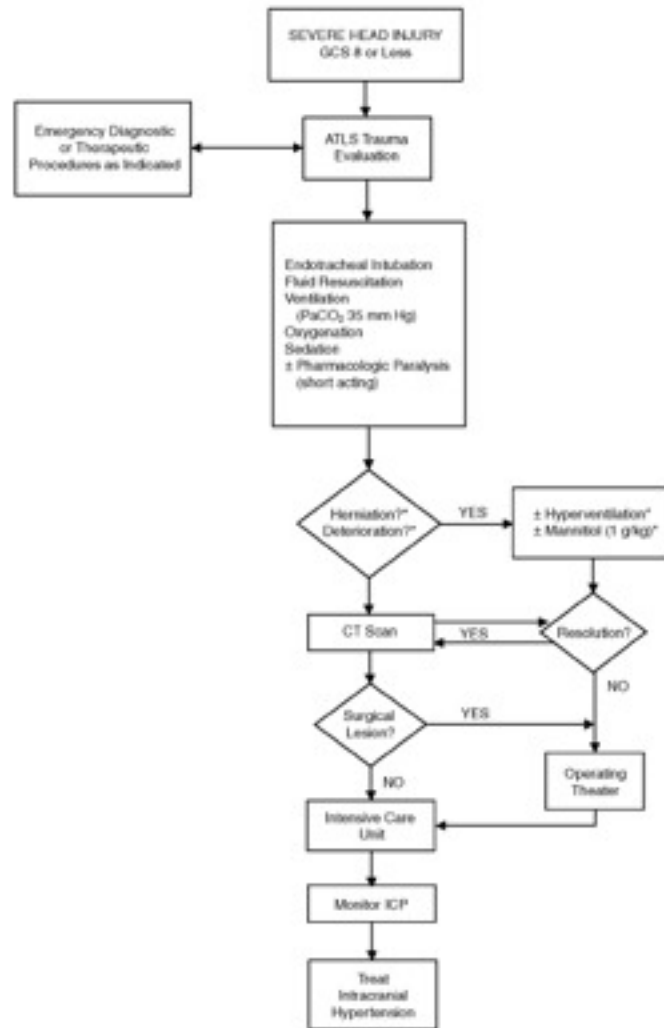 SEVERE HEAD INJURY
GCS 8 or Less
Emergency Diagnostic
or Therapeutic
Procedures as Indicated
ATLS Trauma
Evaluation
Endotracheal Intubation
Fluid Resuscitation
Ventilation
(PaCO₂ 35 mm Hg)
Oxygenation
Sedation
± Pharmacologic Paralysis
(short acting)
Herniation?*
Deterioration?*
YES
± Hyperventilation*
± Mannitiol (1 g/kg)*
CT Scan
YES
Resolution?
NO
Surgical
Lesion?
YES
NO
Operating
Theater
Intensive Care
Unit
Monitor ICP
Treat
Intracranial
Hypertension